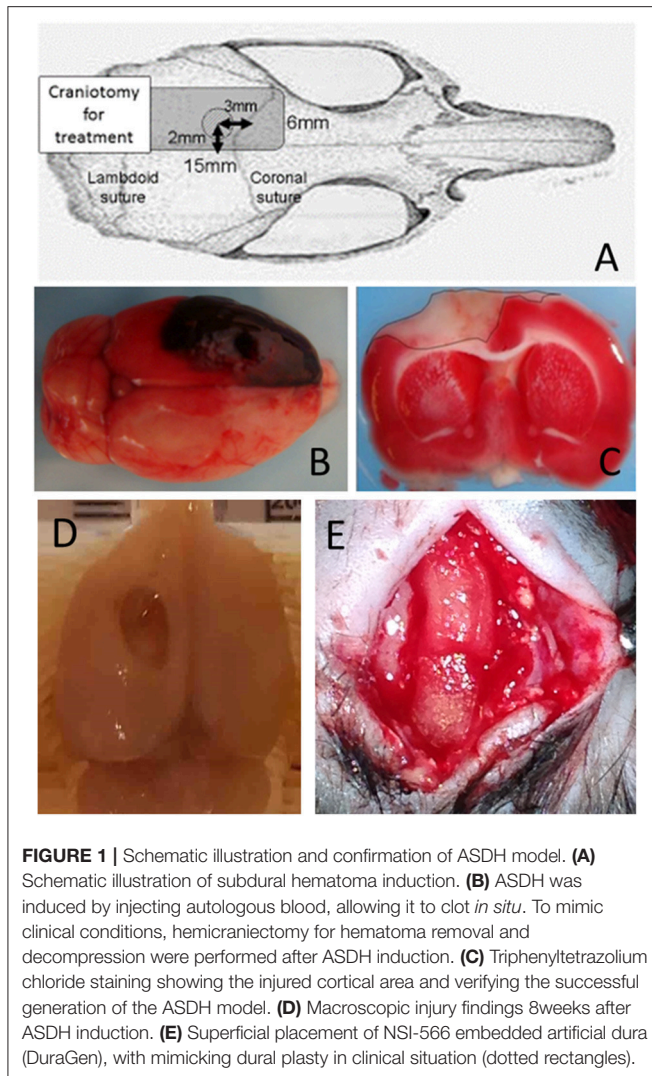 Craniotomy
for
treatment
3mm
6mm
2mm
15mm
Lambdoid
suture
Coronal
suture
A
B
C
D
E
FIGURE 1 | Schematic illustration and confirmation of ASDH model. (A)
Schematic illustration of subdural hematoma induction. (B) ASDH was
induced by injecting autologous blood, allowing it to clot in situ. To mimic
clinical conditions, hemicraniectomy for hematoma removal and
decompression were performed after ASDH induction. (C) Triphenyltetrazolium
chloride staining showing the injured cortical area and verifying the successful
generation of the ASDH model. (D) Macroscopic injury findings 8weeks after
ASDH induction. (E) Superficial placement of NSI-566 embedded artificial dura
(DuraGen), with mimicking dural plasty in clinical situation (dotted rectangles).